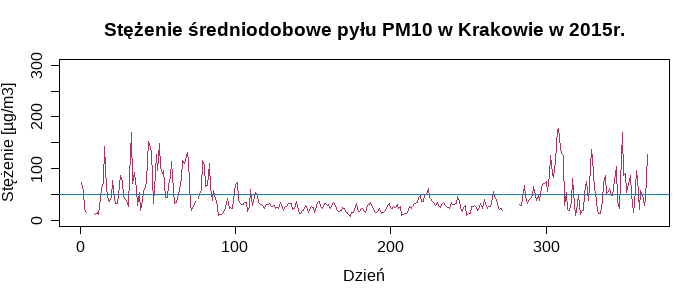 Stężenie średniodobowe pyłu PM10 w Krakowie w 2015r.
Stężenie [µg/m3]
300
200
100
0
0 100 200 300
Dzień